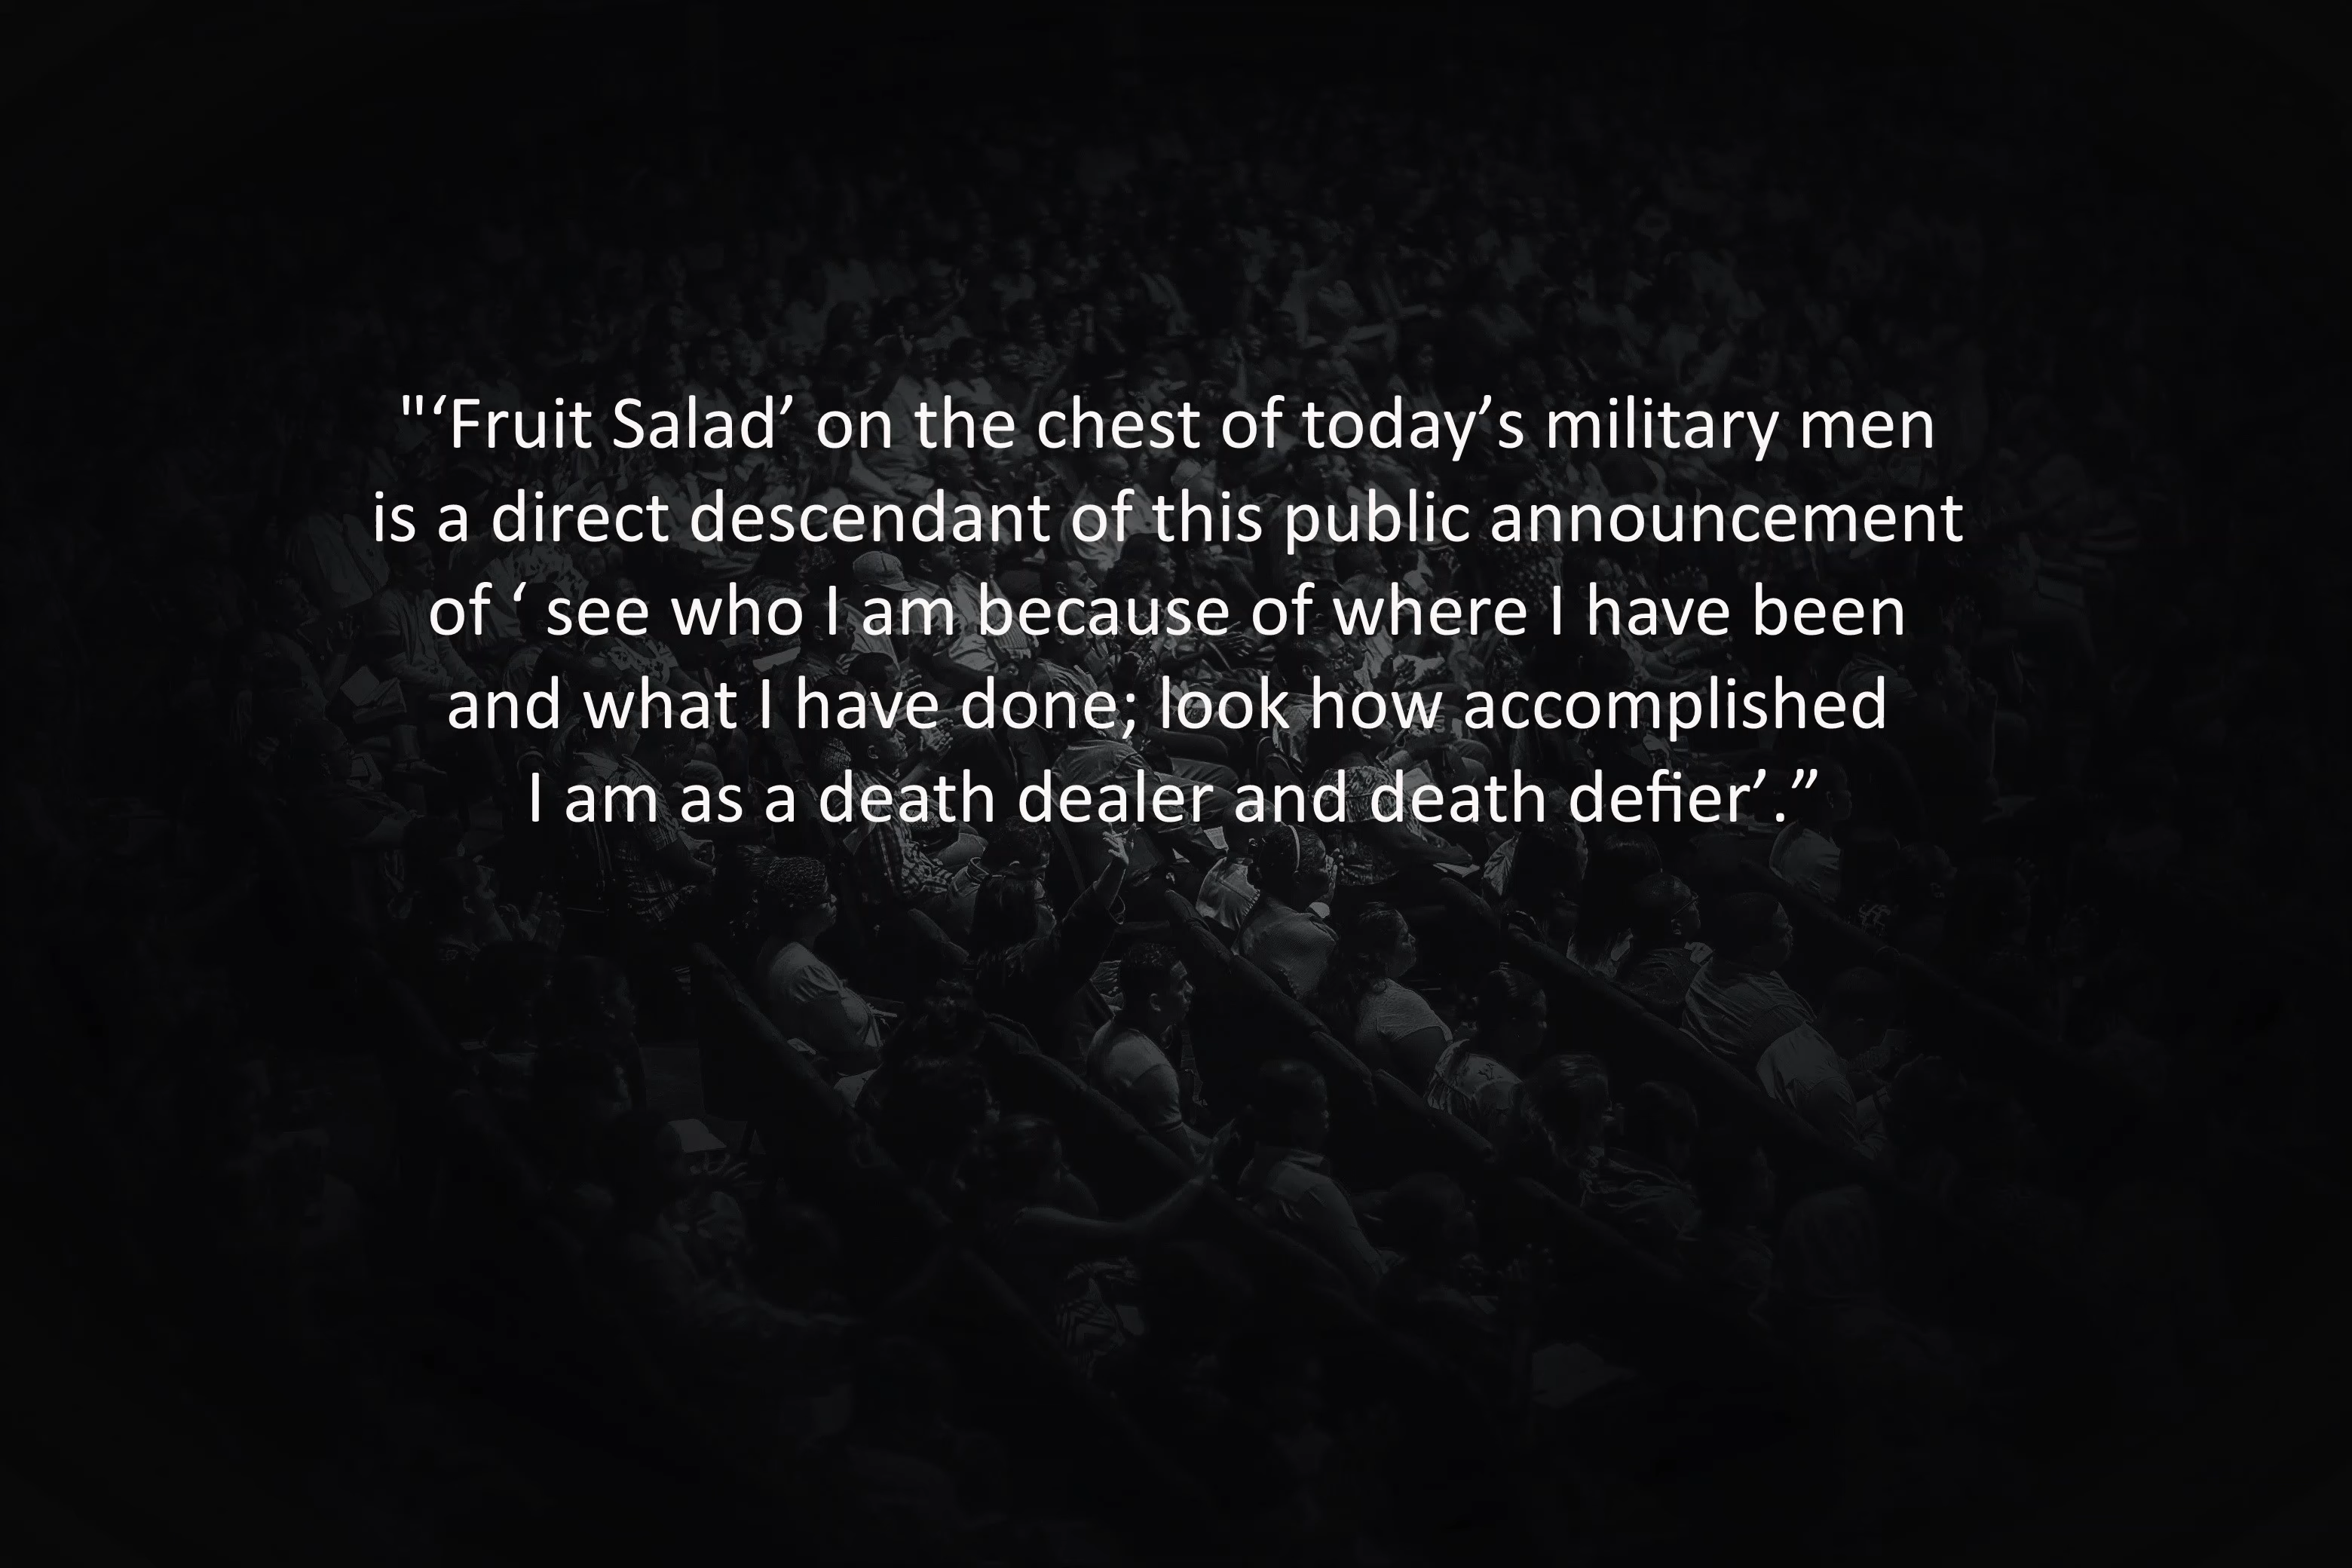 "‘Fruit Salad’ on the chest of today’s military men
is a direct descendant of this public announcement
of ‘ see who I am because of where I have been
and what I have done; look how accomplished
I am as a death dealer and death defier’.”